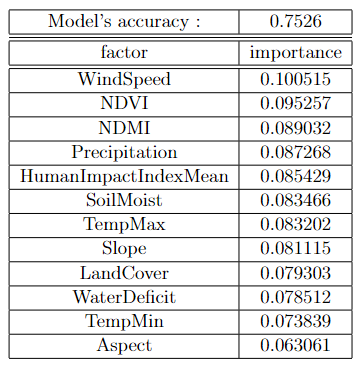 Model's accuracy : 0.7526
factor importance
WindSpeed 0.100515
NDVI 0.095257
NDMI 0.089032
Precipitation 0.087268
HumanImpactIndexMean 0.085429
SoilMoist 0.083466
TempMax 0.083202
Slope 0.081115
LandCover 0.079303
WaterDeficit 0.078512
TempMin 0.073839
Aspect 0.063061